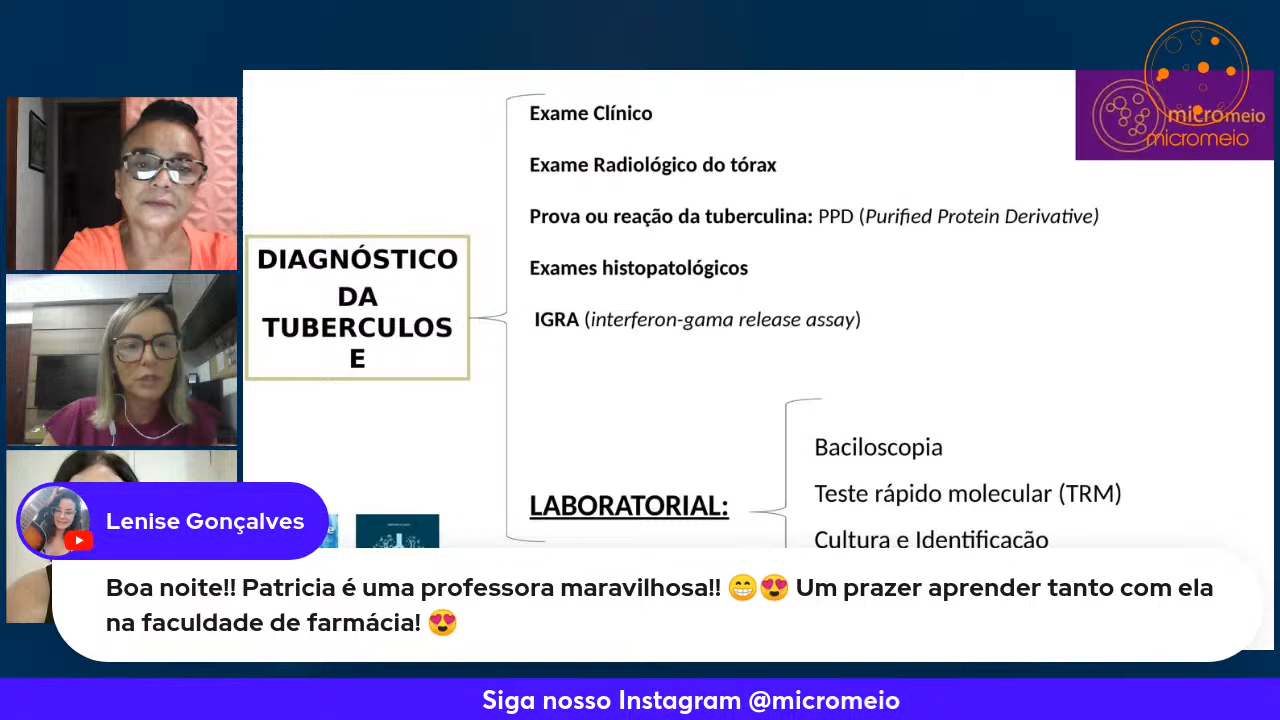 micromeio
micromeio
Exame Clínico
Exame Radiológico do tórax
Prova ou reação da tuberculina: PPD (Purified Protein Derivative)
Exames histopatológicos
IGRA (interferon-gama release assay)
DIAGNÓSTICO
DA
TUBERCULOS
E
LABORATORIAL:
Baciloscopia
Teste rápido molecular (TRM)
Cultura e Identificação
Lenise Gonçalves
Boa noite!! Patricia é uma professora maravilhosa!! 😁😍 Um prazer aprender tanto com ela
na faculdade de farmácia! 😍
Siga nosso Instagram @micromeio